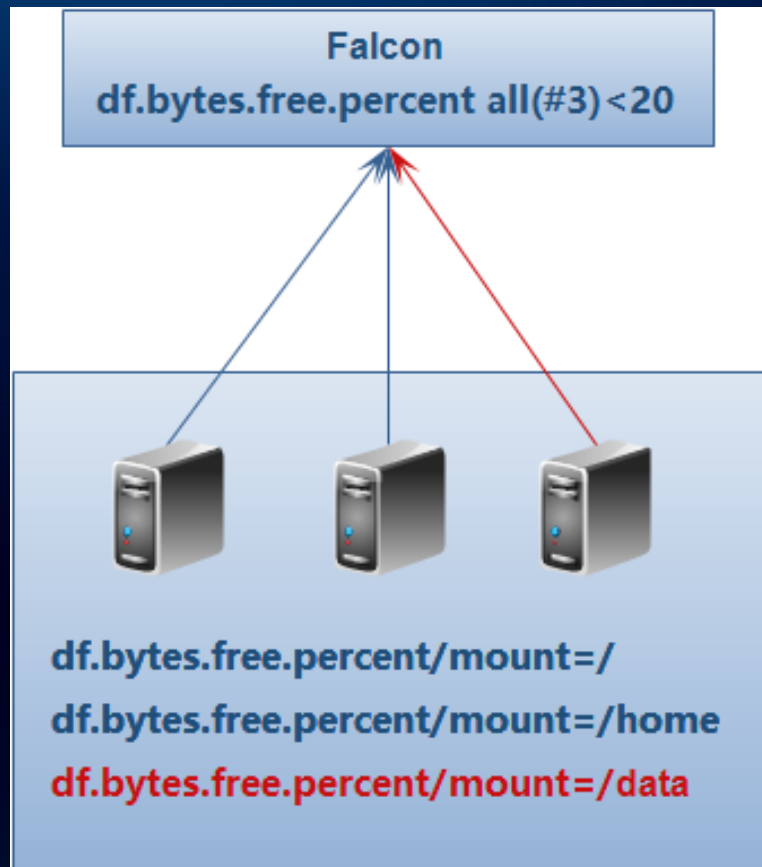 Falcon
df.bytes.free.percent all(#3)<20
df.bytes.free.percent/mount=/
df.bytes.free.percent/mount=/home
df.bytes.free.percent/mount=/data